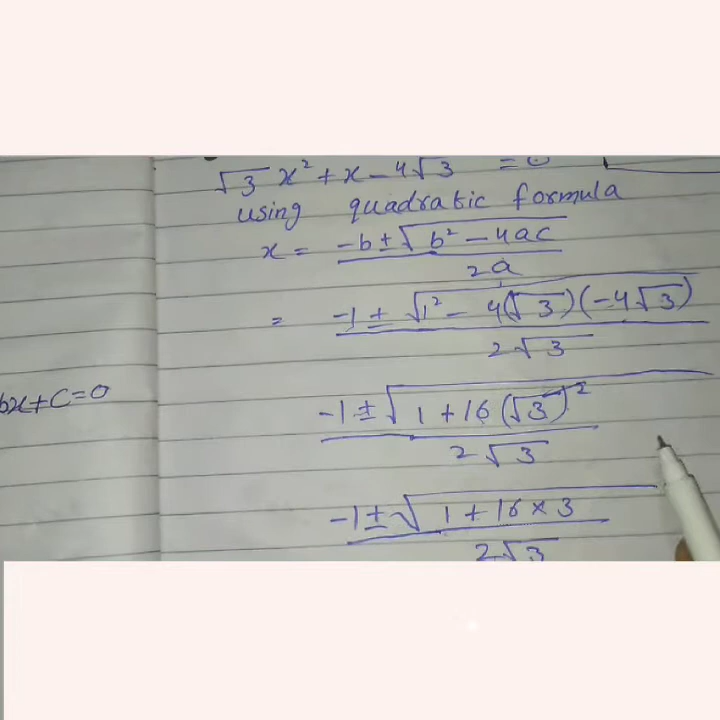 √3 x² + x - 4√3 = 0
using quadratic formula
x = -b ± √b² - 4ac / 2a
= -1 ± √1² - 4(√3)(-4√3) / 2√3
bx + c = 0
-1 ± √1 + 16(√3)² / 2√3
-1 ± √1 + 16 × 3 / 2√3